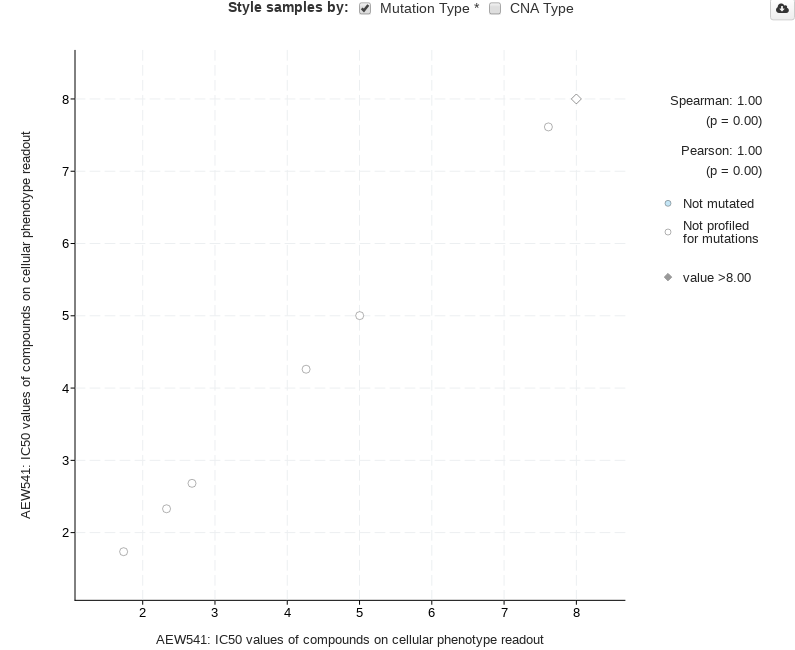 Style samples by: Mutation Type * CNA Type
AEW541: IC50 values of compounds on cellular phenotype readout
8
7
6
5
4
3
2
2 3 4 5 6 7 8
AEW541: IC50 values of compounds on cellular phenotype readout
Spearman: 1.00
(p = 0.00)
Pearson: 1.00
(p = 0.00)
Not mutated
Not profiled
for mutations
value >8.00